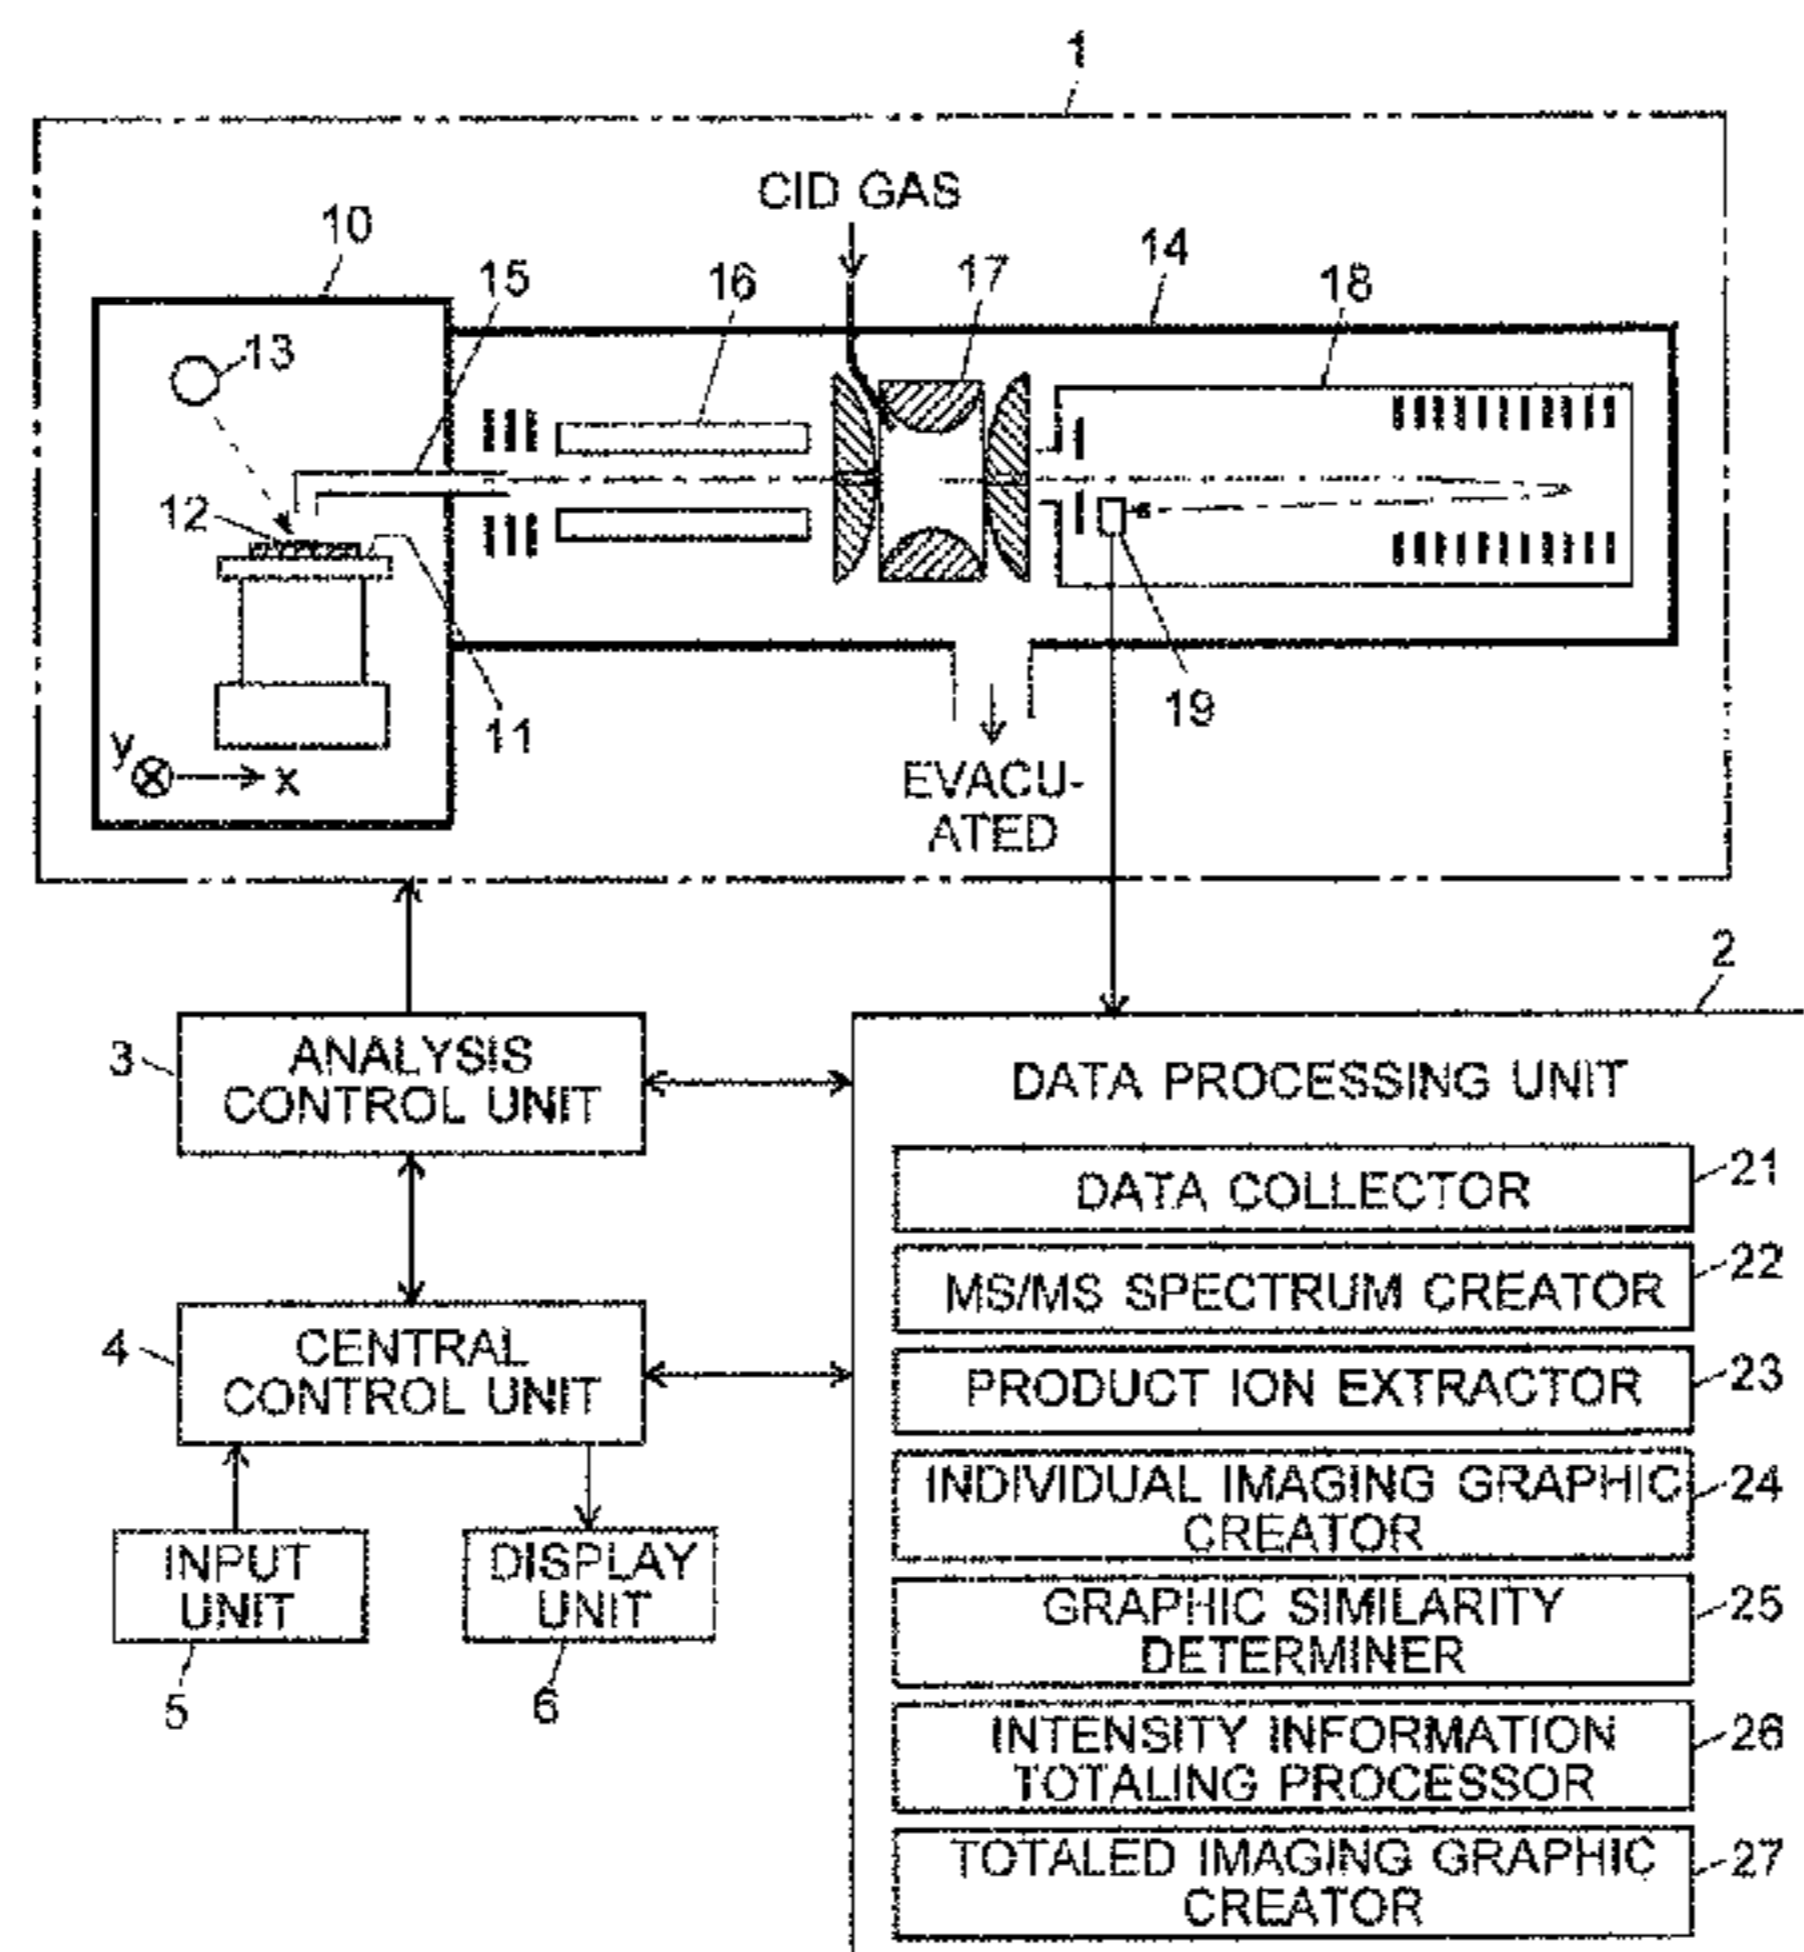 1
CID GAS
10
15
16
17
14
18
13
12
11
19
y
x
EVACU-
ATED
2
3
ANALYSIS
CONTROL UNIT
DATA PROCESSING UNIT
DATA COLLECTOR
21
MS/MS SPECTRUM CREATOR
22
4
CENTRAL
CONTROL UNIT
PRODUCT ION EXTRACTOR
23
INDIVIDUAL IMAGING GRAPHIC
CREATOR
24
INPUT
UNIT
DISPLAY
UNIT
5
6
GRAPHIC SIMILARITY
DETERMINER
25
INTENSITY INFORMATION
TOTALING PROCESSOR
26
TOTALED IMAGING GRAPHIC
CREATOR
27